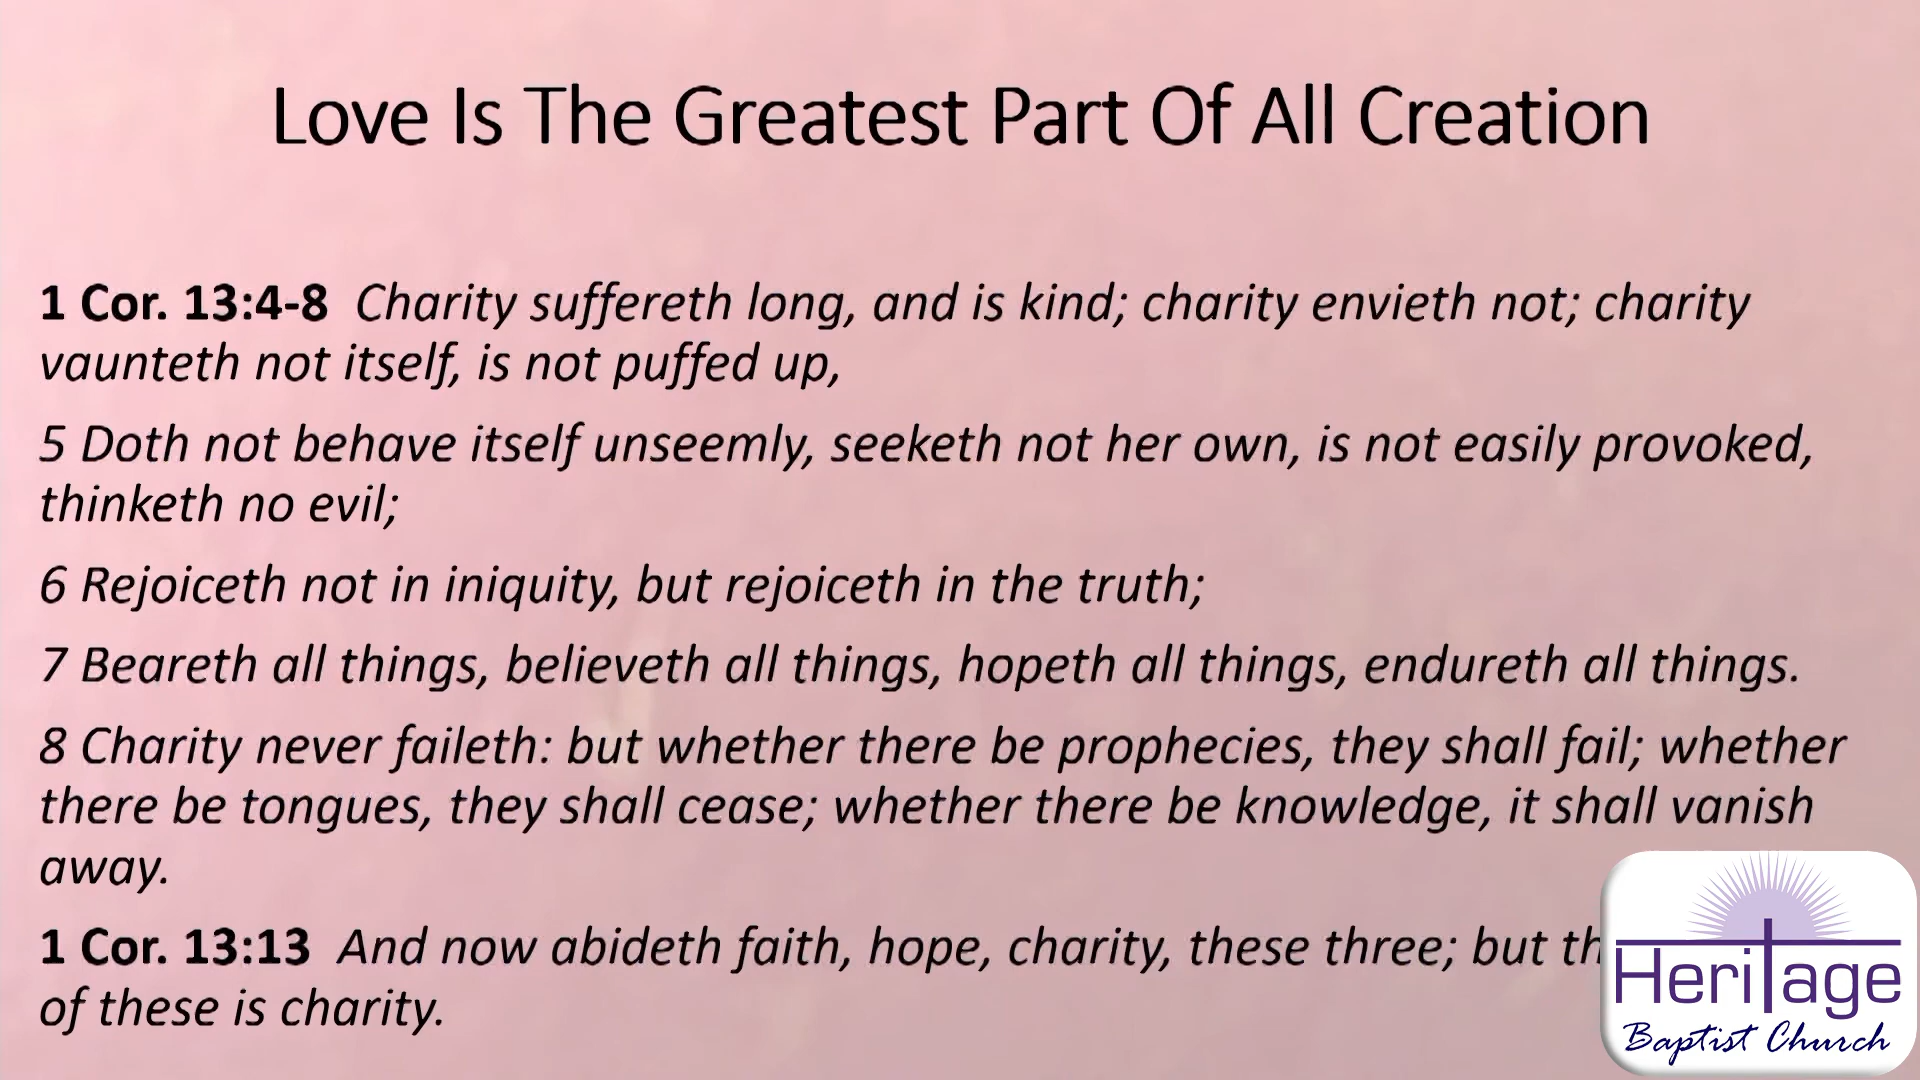 Love Is The Greatest Part Of All Creation
1 Cor. 13:4-8 Charity suffereth long, and is kind; charity envieth not; charity
vaunteth not itself, is not puffed up,
5 Doth not behave itself unseemly, seeketh not her own, is not easily provoked,
thinketh no evil;
6 Rejoiceth not in iniquity, but rejoiceth in the truth;
7 Beareth all things, believeth all things, hopeth all things, endureth all things.
8 Charity never faileth: but whether there be prophecies, they shall fail; whether
there be tongues, they shall cease; whether there be knowledge, it shall vanish
away.
1 Cor. 13:13 And now abideth faith, hope, charity, these three; but
of these is charity.
Heritage
Baptist Church